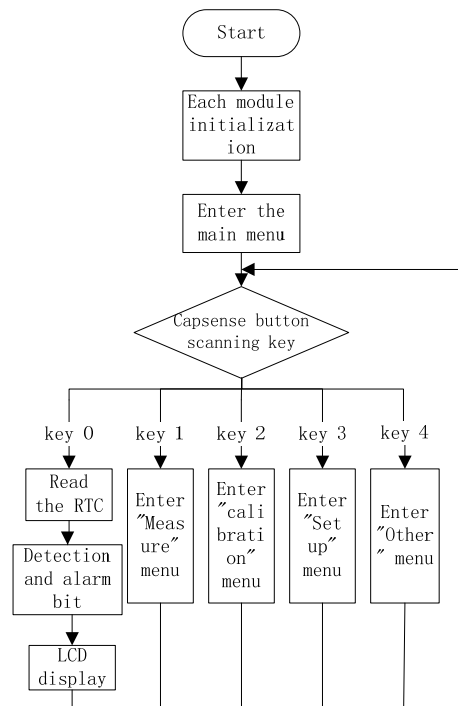 Start
Each module
initializat
ion
Enter the
main menu
Capsense button
scanning key
key 0
key 1
key 2
key 3
key 4
Read
the RTC
Detection
and alarm
bit
LCD
display
Enter
"Meas
ure"
menu
Enter
"cali
brati
on"
menu
Enter
"Set
up"
menu
Enter
"Other
" menu